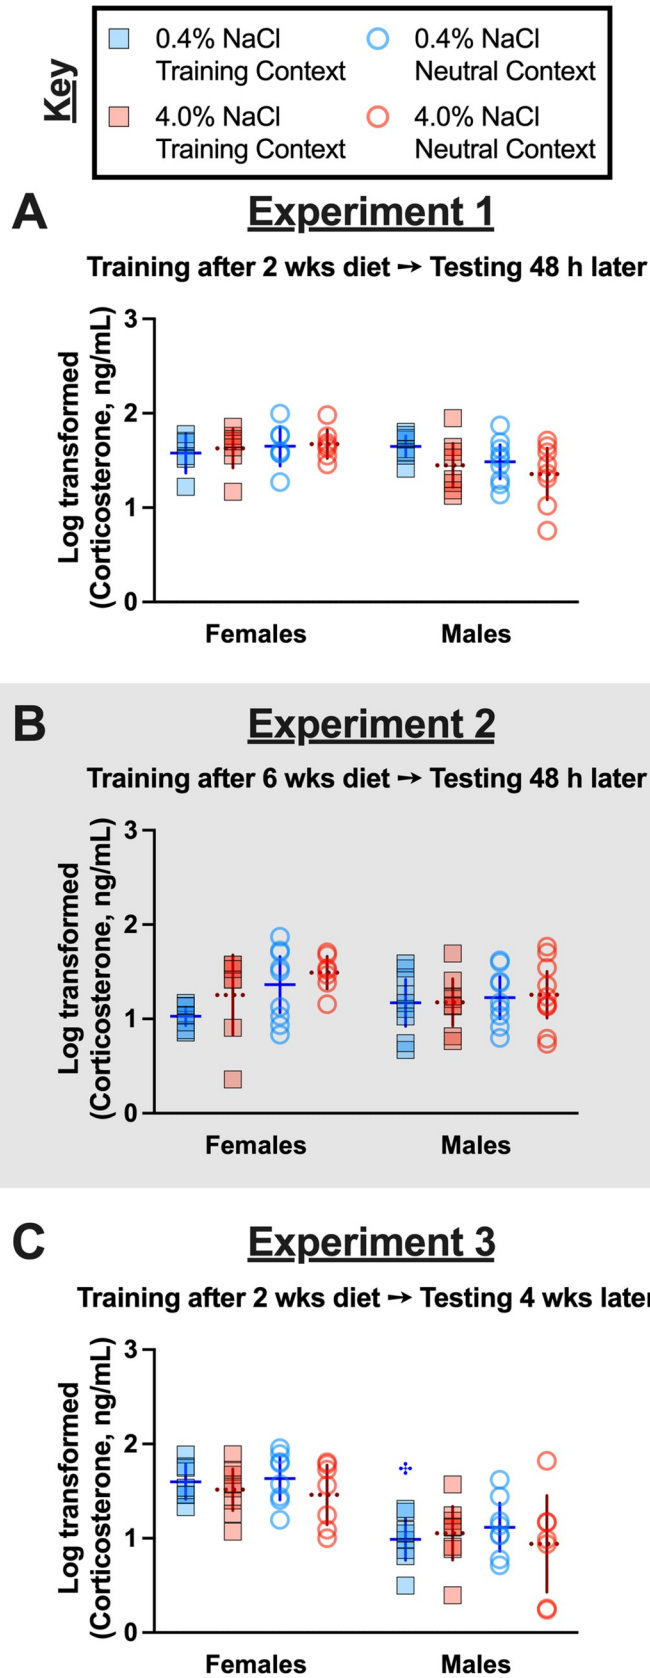 Key
0.4% NaCl
Training Context
0.4% NaCl
Neutral Context
4.0% NaCl
Training Context
4.0% NaCl
Neutral Context
A
Experiment 1
Training after 2 wks diet → Testing 48 h later
Log transformed
(Corticosterone, ng/mL)
3
2
1
0
Females
Males
B
Experiment 2
Training after 6 wks diet → Testing 48 h later
Log transformed
(Corticosterone, ng/mL)
3
2
1
0
Females
Males
C
Experiment 3
Training after 2 wks diet → Testing 4 wks later
Log transformed
(Corticosterone, ng/mL)
3
2
1
0
✣
Females
Males